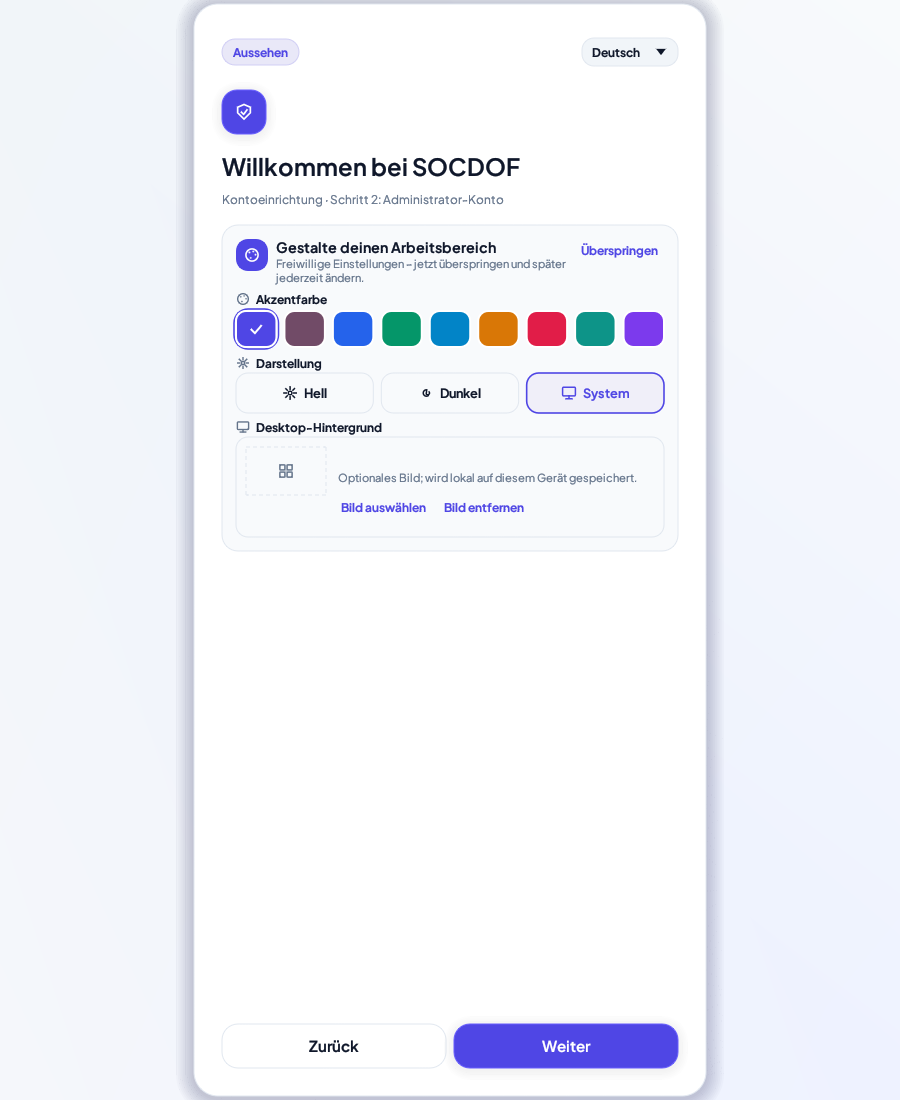 Aussehen
Deutsch
Willkommen bei SOCDOF
Kontoeinrichtung · Schritt 2: Administrator-Konto
Gestalte deinen Arbeitsbereich
Überspringen
Freiwillige Einstellungen – jetzt überspringen und später
jederzeit ändern.
Akzentfarbe
Darstellung
Hell
Dunkel
System
Desktop-Hintergrund
Optionales Bild; wird lokal auf diesem Gerät gespeichert.
Bild auswählen
Bild entfernen
Zurück
Weiter